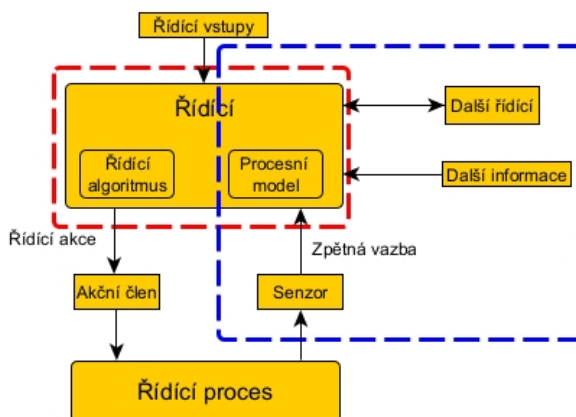 Řídící vstupy
Řídící
Další řídící
Řídící
algoritmus
Procesní
model
Další informace
Řídící akce
Zpětná vazba
Akční člen
Senzor
Řídící proces